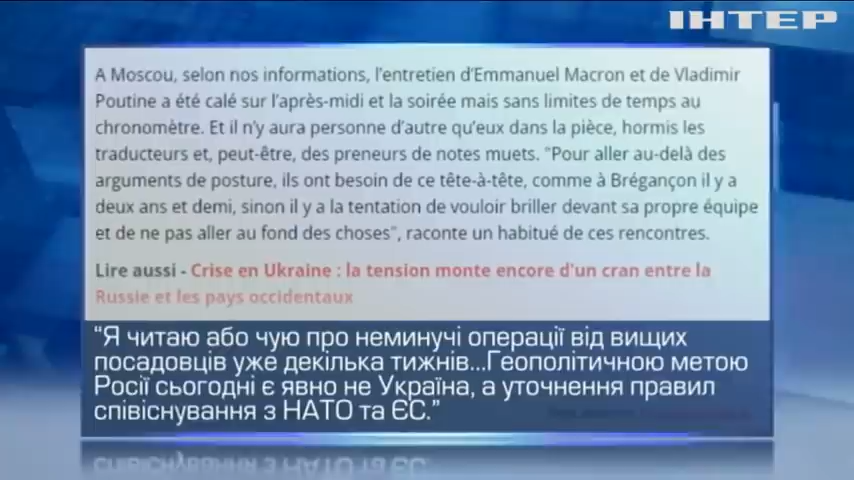 ІНТЕР
A Moscou, selon nos informations, l'entretien d'Emmanuel Macron et de Vladimir
Poutine a été calé sur l'après-midi et la soirée mais sans limites de temps au
chronomètre. Et il n'y aura personne d'autre qu'eux dans la pièce, hormis les
traducteurs et, peut-être, des preneurs de notes muets. "Pour aller au-delà des
arguments de posture, ils ont besoin de ce tête-à-tête, comme à Brégançon il y a
deux ans et demi, sinon il y a la tentation de vouloir briller devant sa propre équipe
et de ne pas aller au fond des choses", raconte un habitué de ces rencontres.
Lire aussi - Crise en Ukraine : la tension monte encore d'un cran entre la
Russie et les pays occidentaux
"Я читаю або чую про неминучі операції від вищих
посадовців уже декілька тижнів...Геополітичною метою
Росії сьогодні є явно не Україна, а уточнення правил
співіснування з НАТО та ЄС."